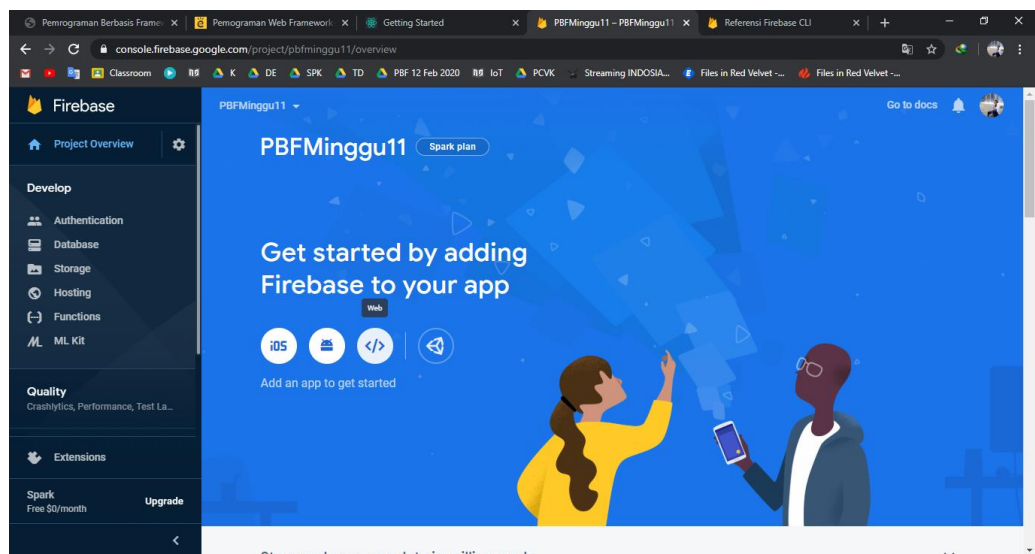 Pemrograman Berbasis Framew
Pemograman Web Framework
Getting Started
PBFMinggu11 – PBFMinggu11
Referensi Firebase CLI
console.firebase.google.com/project/pbfminggu11/overview
Classroom
K
DE
SPK
TD
PBF 12 Feb 2020
IoT
PCVK
Streaming INDOSIA...
Files in Red Velvet -...
Files in Red Velvet -...
Firebase
PBFMinggu11
Go to docs
Project Overview
PBFMinggu11
Spark plan
Develop
Authentication
Database
Storage
Hosting
Functions
ML Kit
Get started by adding
Firebase to your app
Web
iOS
Add an app to get started
Quality
Crashlytics, Performance, Test La...
Extensions
Spark
Free $0/month
Upgrade